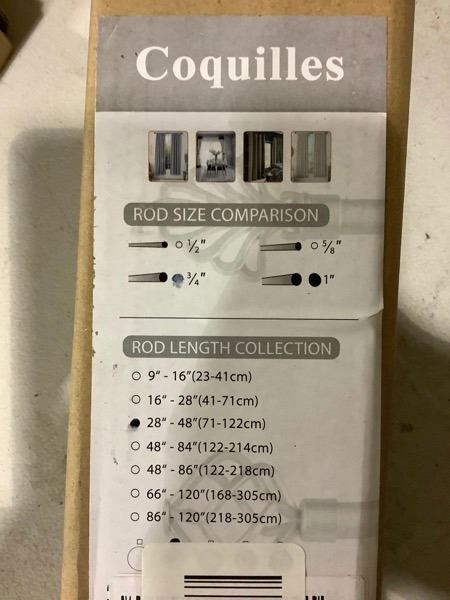 Coquilles
ROD SIZE COMPARISON
1/2" 5/8"
3/4" 1"
ROD LENGTH COLLECTION
9" - 16"(23-41cm)
16" - 28"(41-71cm)
28" - 48"(71-122cm)
48" - 84"(122-214cm)
48" - 86"(122-218cm)
66" - 120"(168-305cm)
86" - 120"(218-305cm)